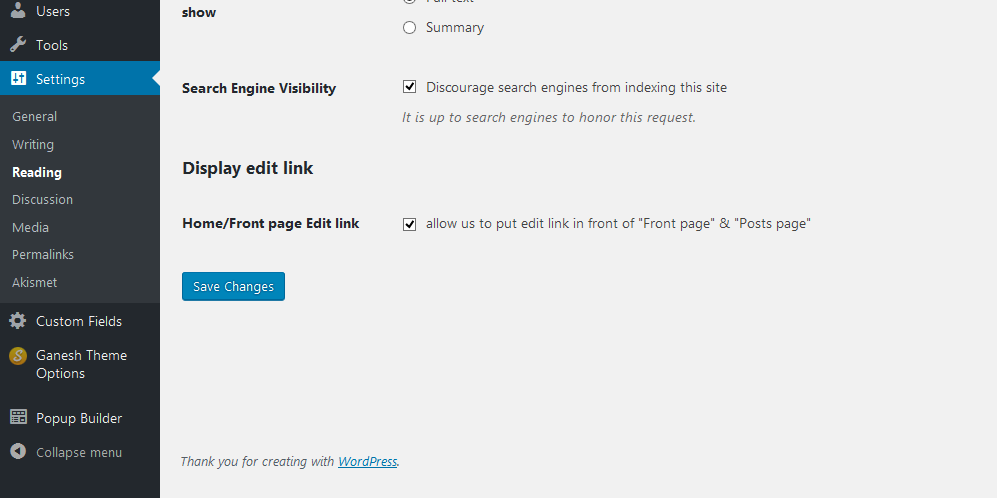 Users
Tools
Settings
General
Writing
Reading
Discussion
Media
Permalinks
Akismet
Custom Fields
Ganesh Theme
Options
Popup Builder
Collapse menu
show
Full text
Summary
Search Engine Visibility
Discourage search engines from indexing this site
It is up to search engines to honor this request.
Display edit link
Home/Front page Edit link
allow us to put edit link in front of "Front page" & "Posts page"
Save Changes
Thank you for creating with WordPress.